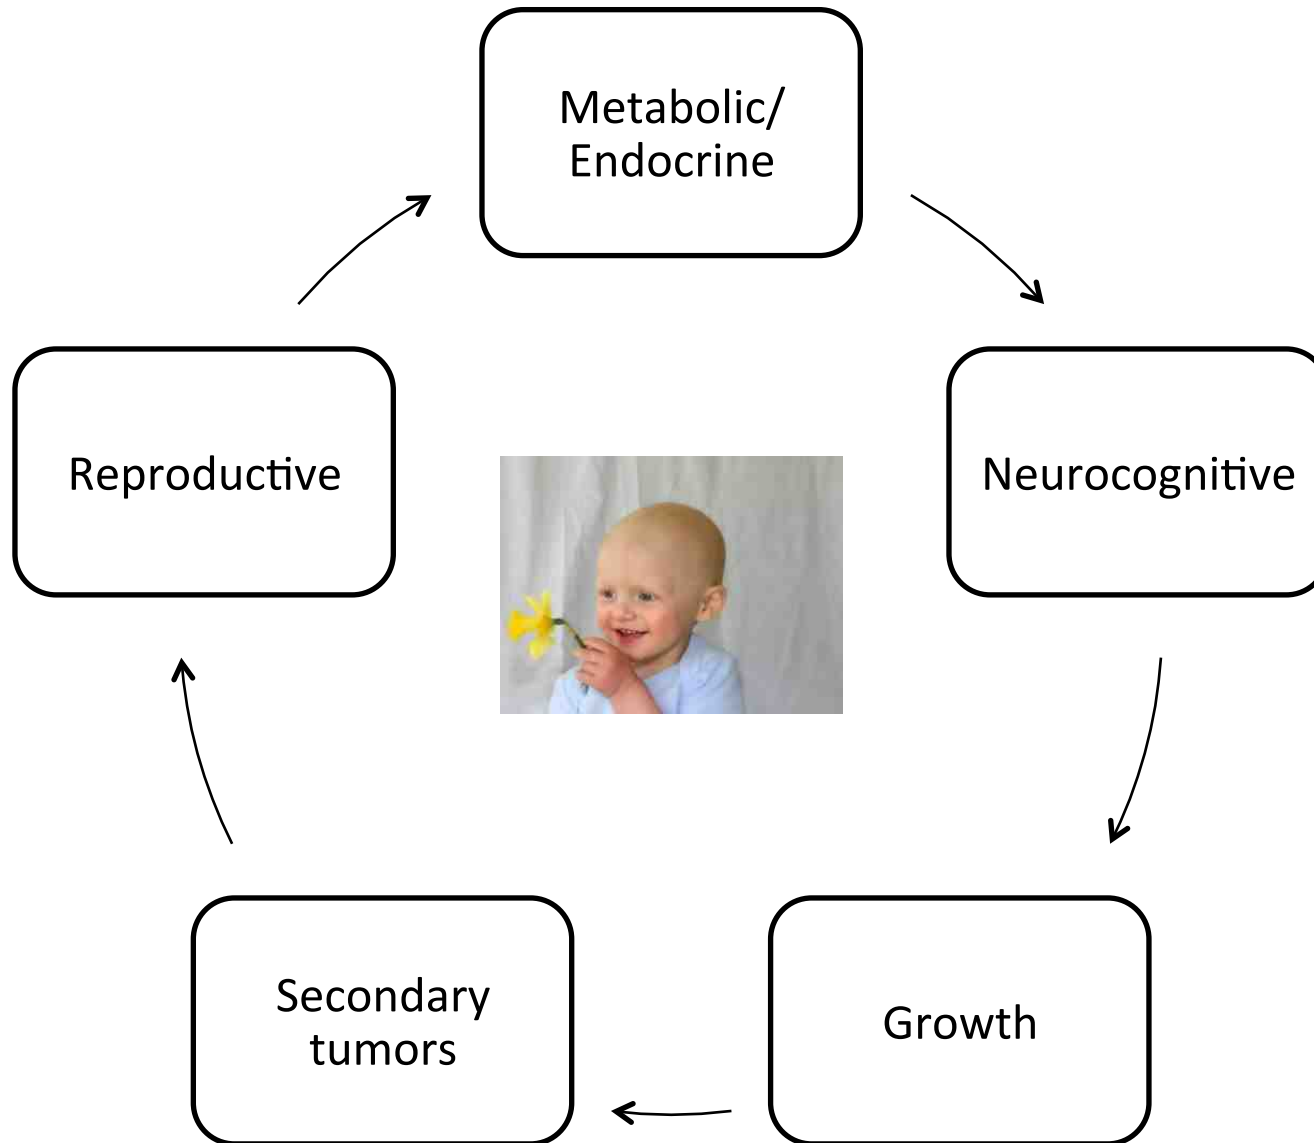 Metabolic/
Endocrine
Reproductive
Neurocognitive
Secondary
tumors
Growth